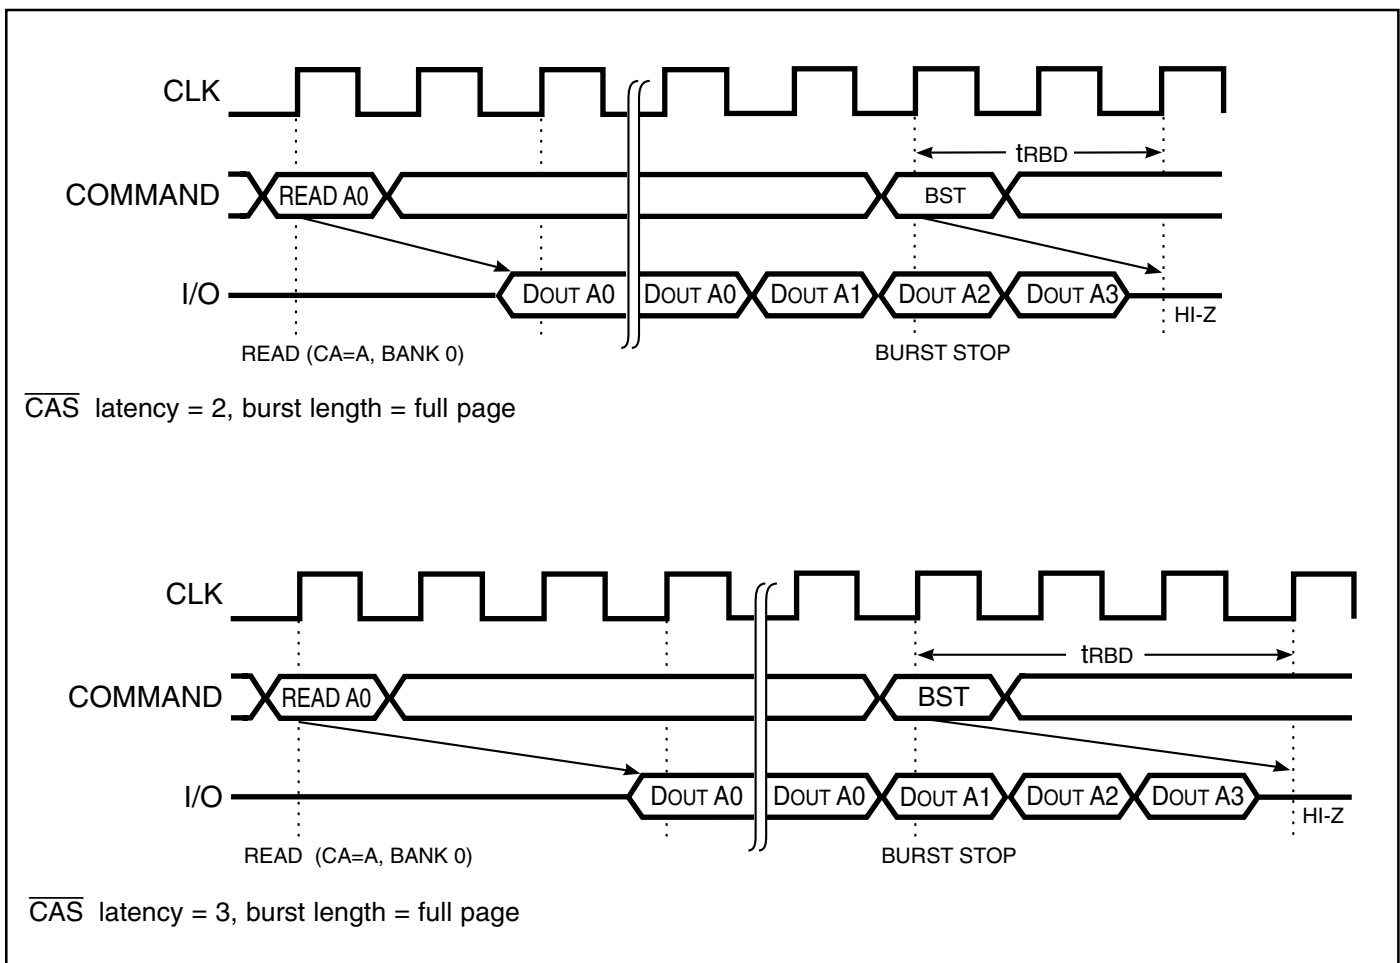 CLK
tRBD
COMMAND READ A0 BST
I/O DOUT A0 DOUT A0 DOUT A1 DOUT A2 DOUT A3 HI-Z
READ (CA=A, BANK 0) BURST STOP
CAS latency = 2, burst length = full page
CLK
tRBD
COMMAND READ A0 BST
I/O DOUT A0 DOUT A0 DOUT A1 DOUT A2 DOUT A3 HI-Z
READ (CA=A, BANK 0) BURST STOP
CAS latency = 3, burst length = full page